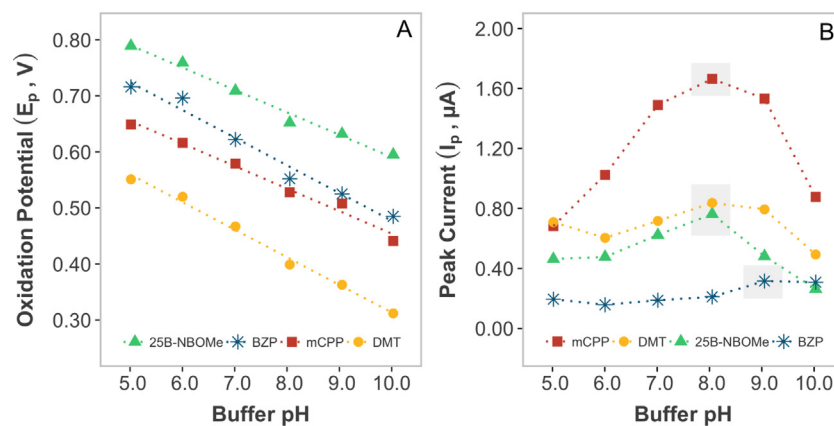 A
Oxidation Potential (Ep , V)
0.80
0.70
0.60
0.50
0.40
0.30
25B-NBOMe BZP mCPP DMT
5.0 6.0 7.0 8.0 9.0 10.0
Buffer pH
B
Peak Current (Ip , µA)
2.00
1.60
1.20
0.80
0.40
0.00
mCPP DMT 25B-NBOMe BZP
5.0 6.0 7.0 8.0 9.0 10.0
Buffer pH